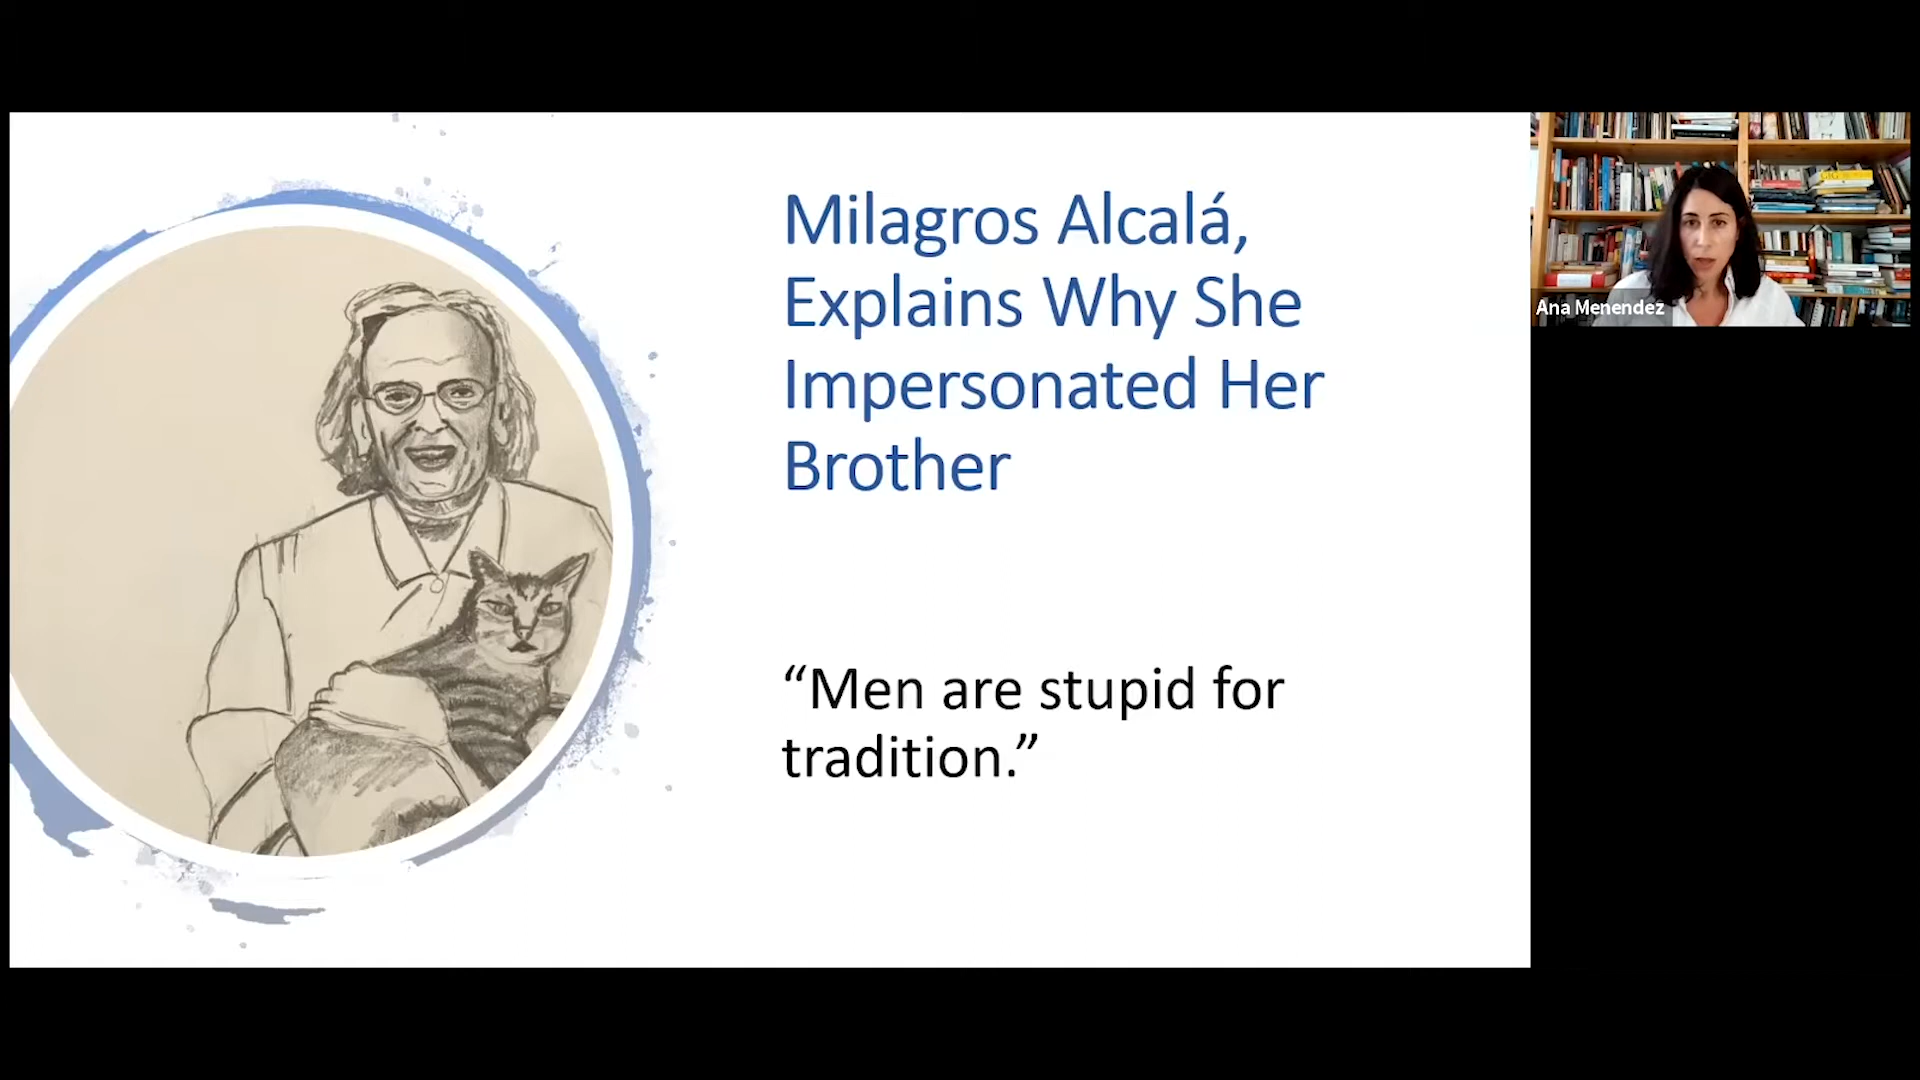 Milagros Alcalá,
Explains Why She
Impersonated Her
Brother
“Men are stupid for
tradition.”
Ana Menendez